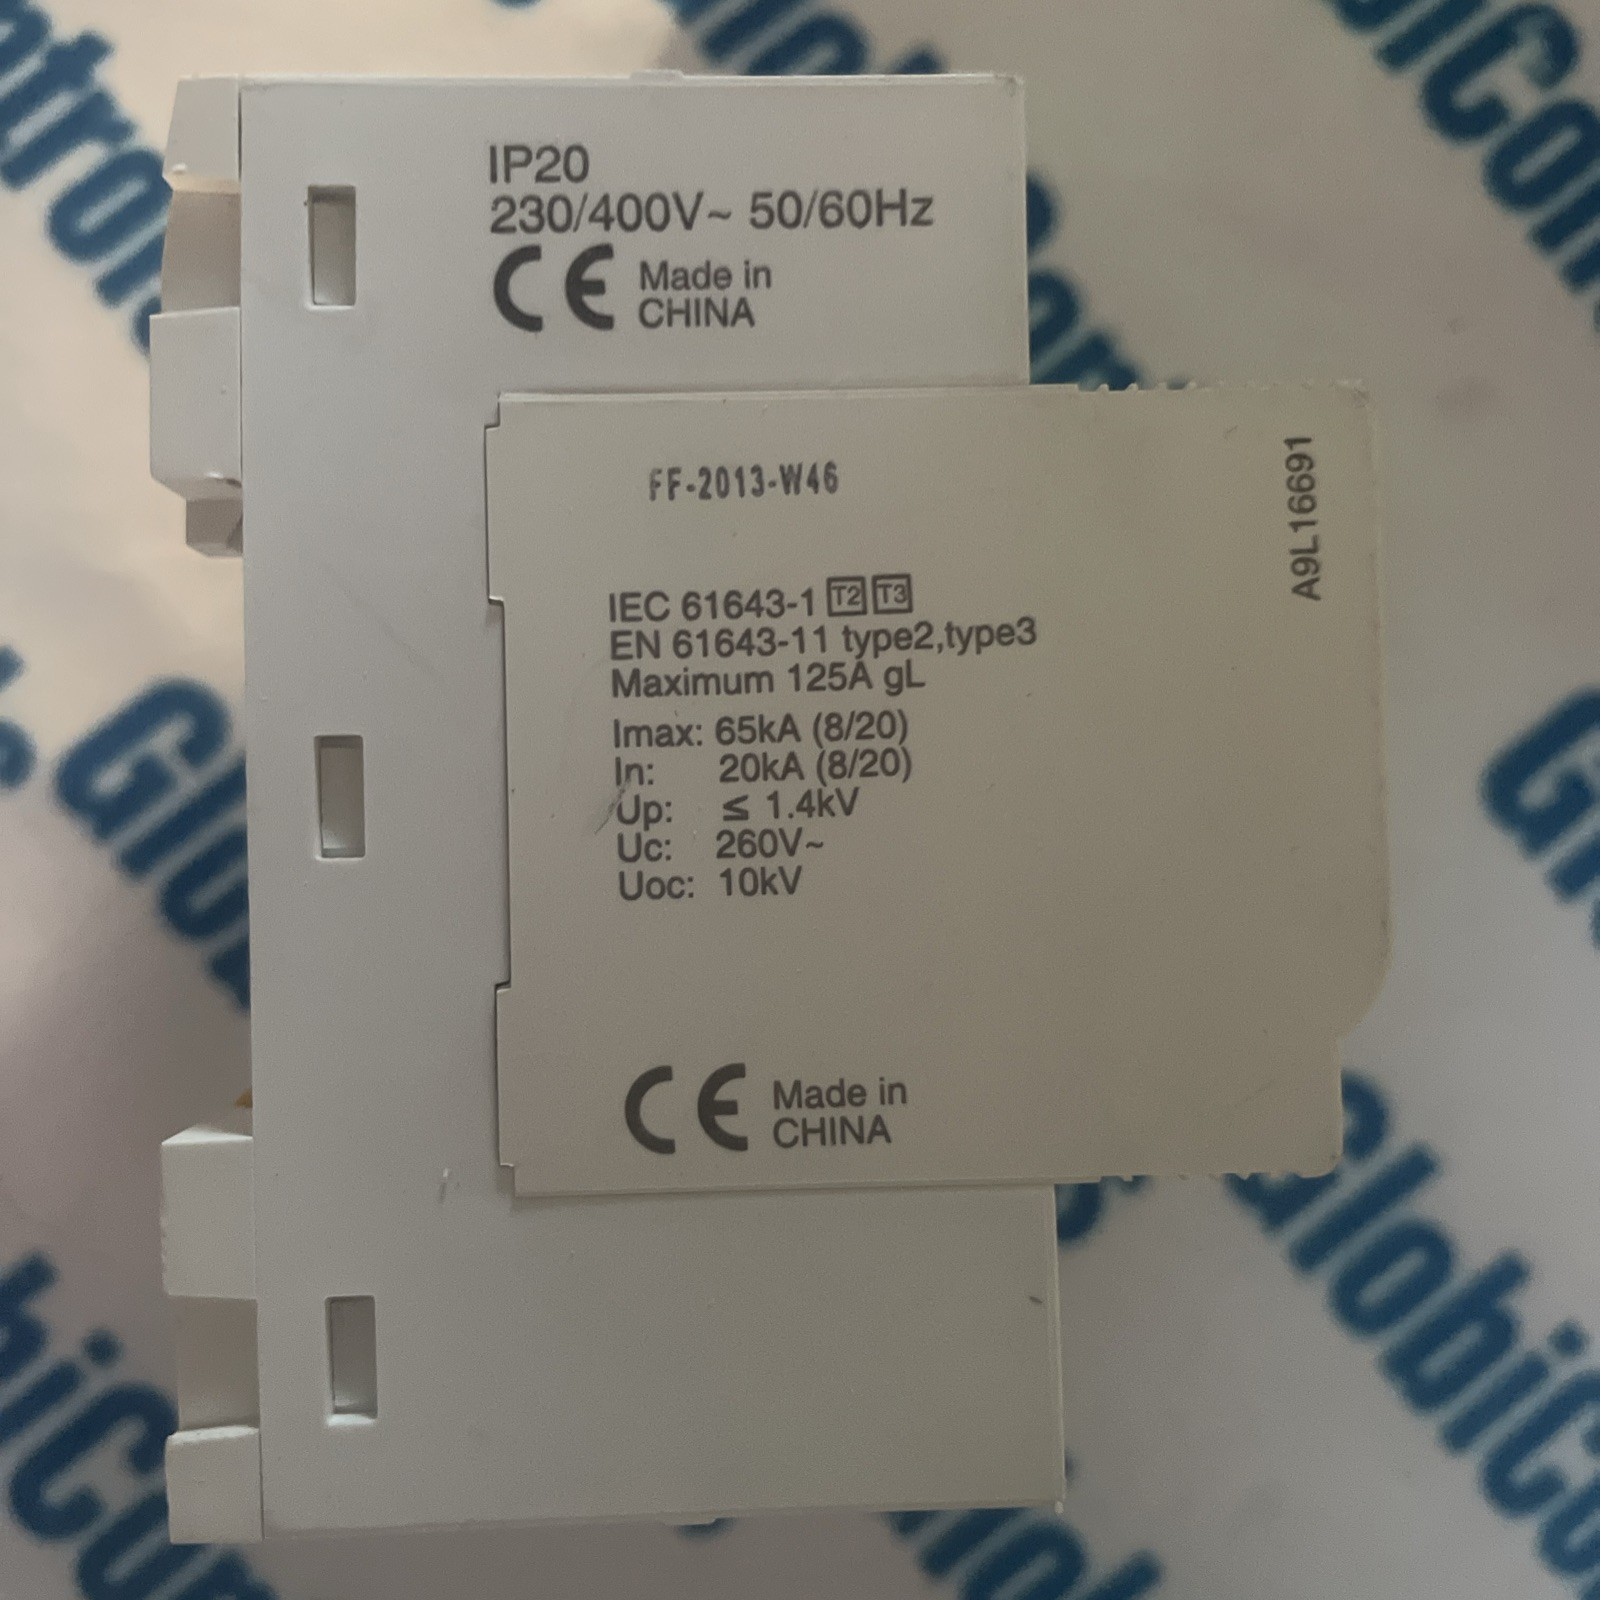 IP20
230/400V~ 50/60Hz
CE Made in
CHINA
FF-2013-W46
A9L16691
IEC 61643-1 T2 T3
EN 61643-11 type2,type3
Maximum 125A gL
Imax: 65kA (8/20)
In: 20kA (8/20)
Up: ≤ 1.4kV
Uc: 260V~
Uoc: 10kV
CE Made in
CHINA